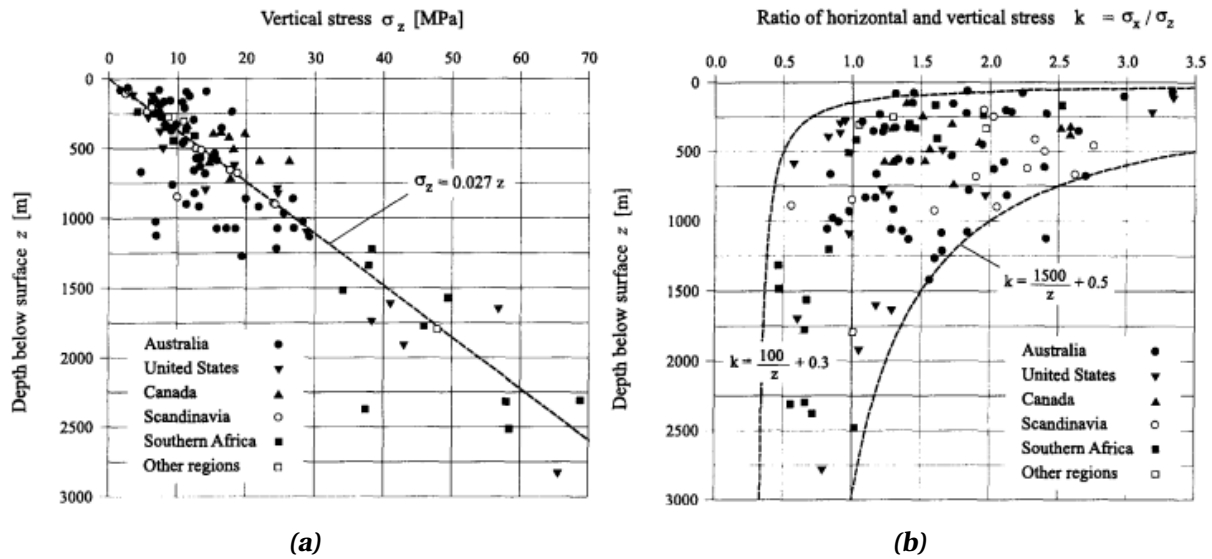 Vertical stress σz [MPa]
0 10 20 30 40 50 60 70
0
500
1000
1500
2000
2500
3000
Depth below surface z [m]
σz = 0.027 z
Australia
United States
Canada
Scandinavia
Southern Africa
Other regions
(a)
Ratio of horizontal and vertical stress k = σx / σz
0.0 0.5 1.0 1.5 2.0 2.5 3.0 3.5
0
500
1000
1500
2000
2500
3000
Depth below surface z [m]
k = 1500/z + 0.5
k = 100/z + 0.3
Australia
United States
Canada
Scandinavia
Southern Africa
Other regions
(b)